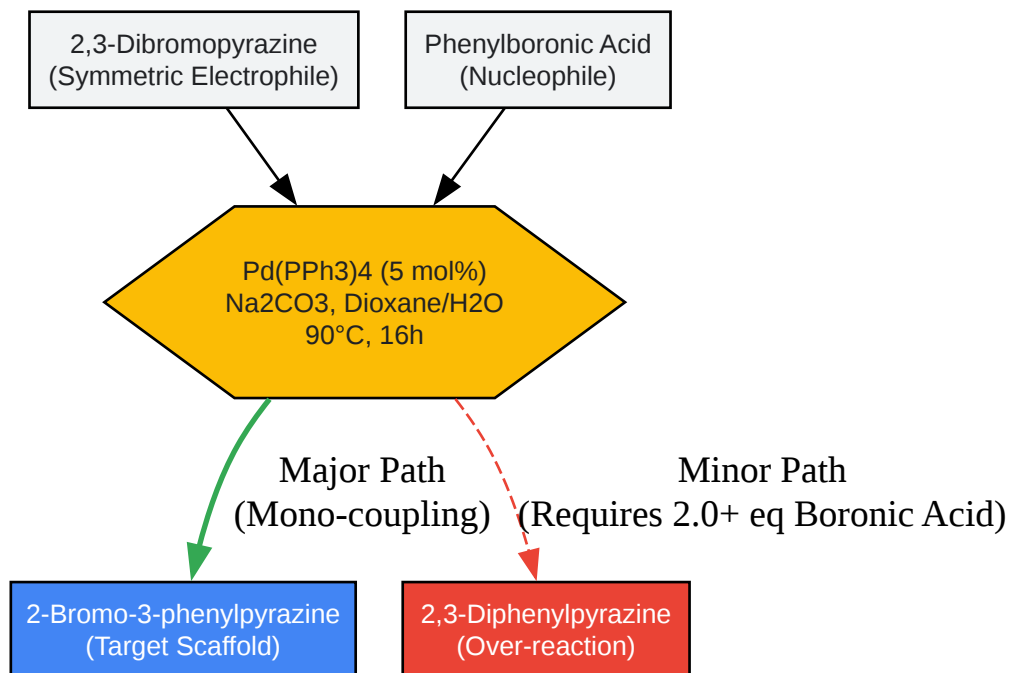 2,3-Dibromopyrazine
(Symmetric Electrophile)
Phenylboronic Acid
(Nucleophile)
Pd(PPh3)4 (5 mol%)
Na2CO3, Dioxane/H2O
90°C, 16h
Major Path
(Mono-coupling)
Minor Path
(Requires 2.0+ eq Boronic Acid)
2-Bromo-3-phenylpyrazine
(Target Scaffold)
2,3-Diphenylpyrazine
(Over-reaction)